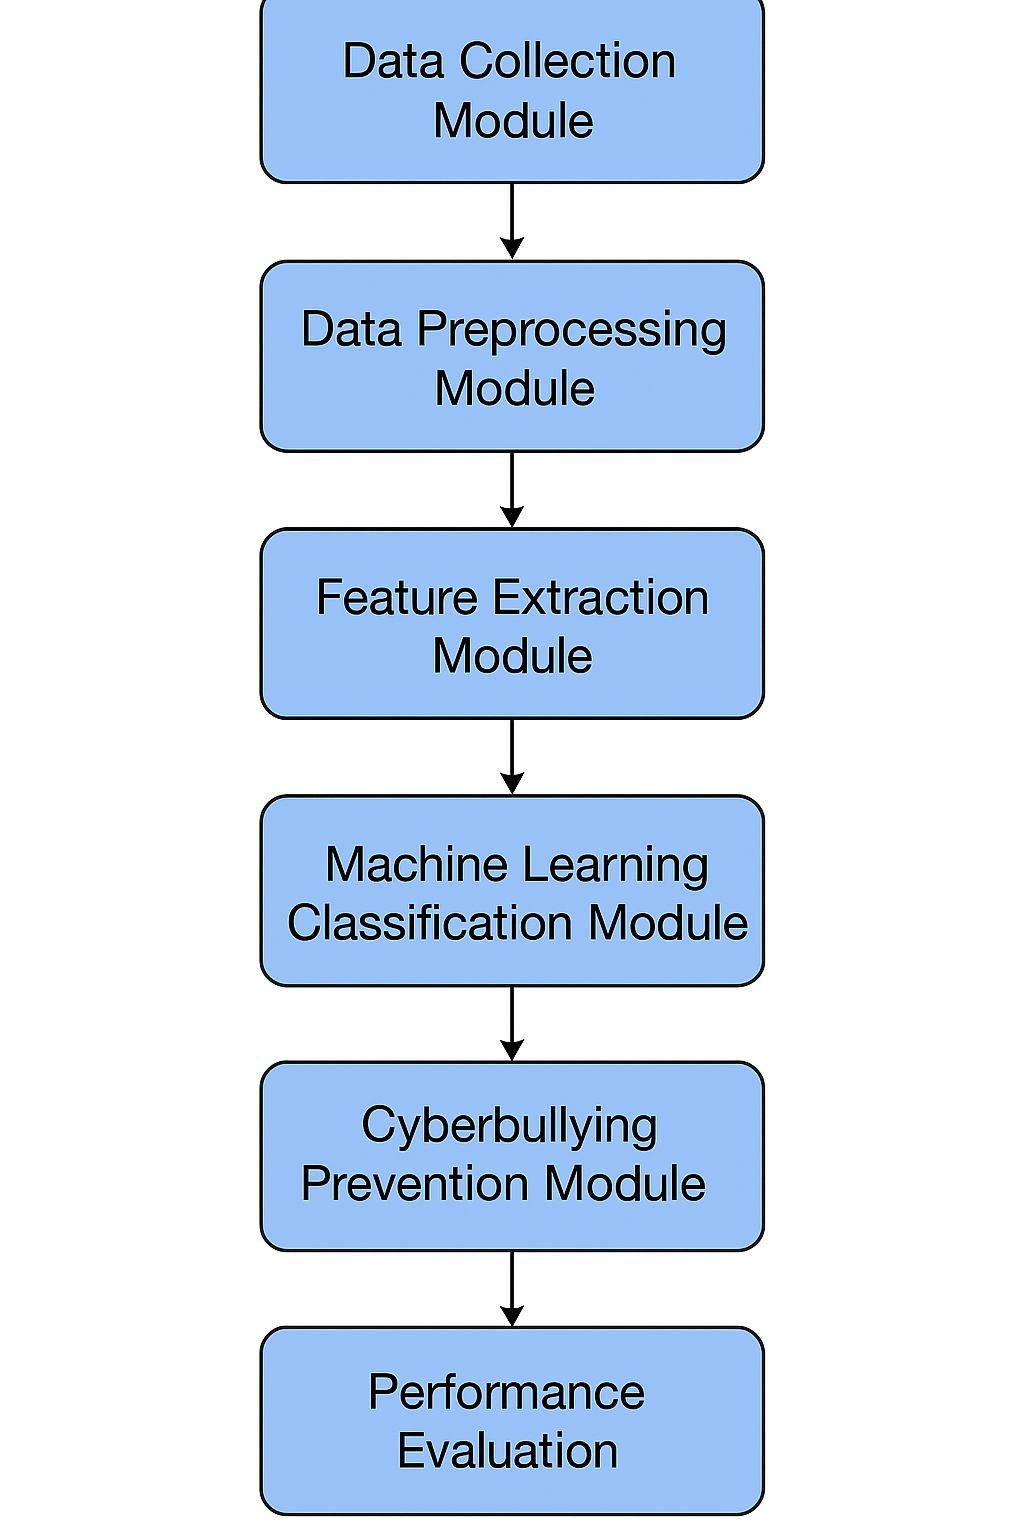 Data Collection
Module
Data Preprocessing
Module
Feature Extraction
Module
Machine Learning
Classification Module
Cyberbullying
Prevention Module
Performance
Evaluation